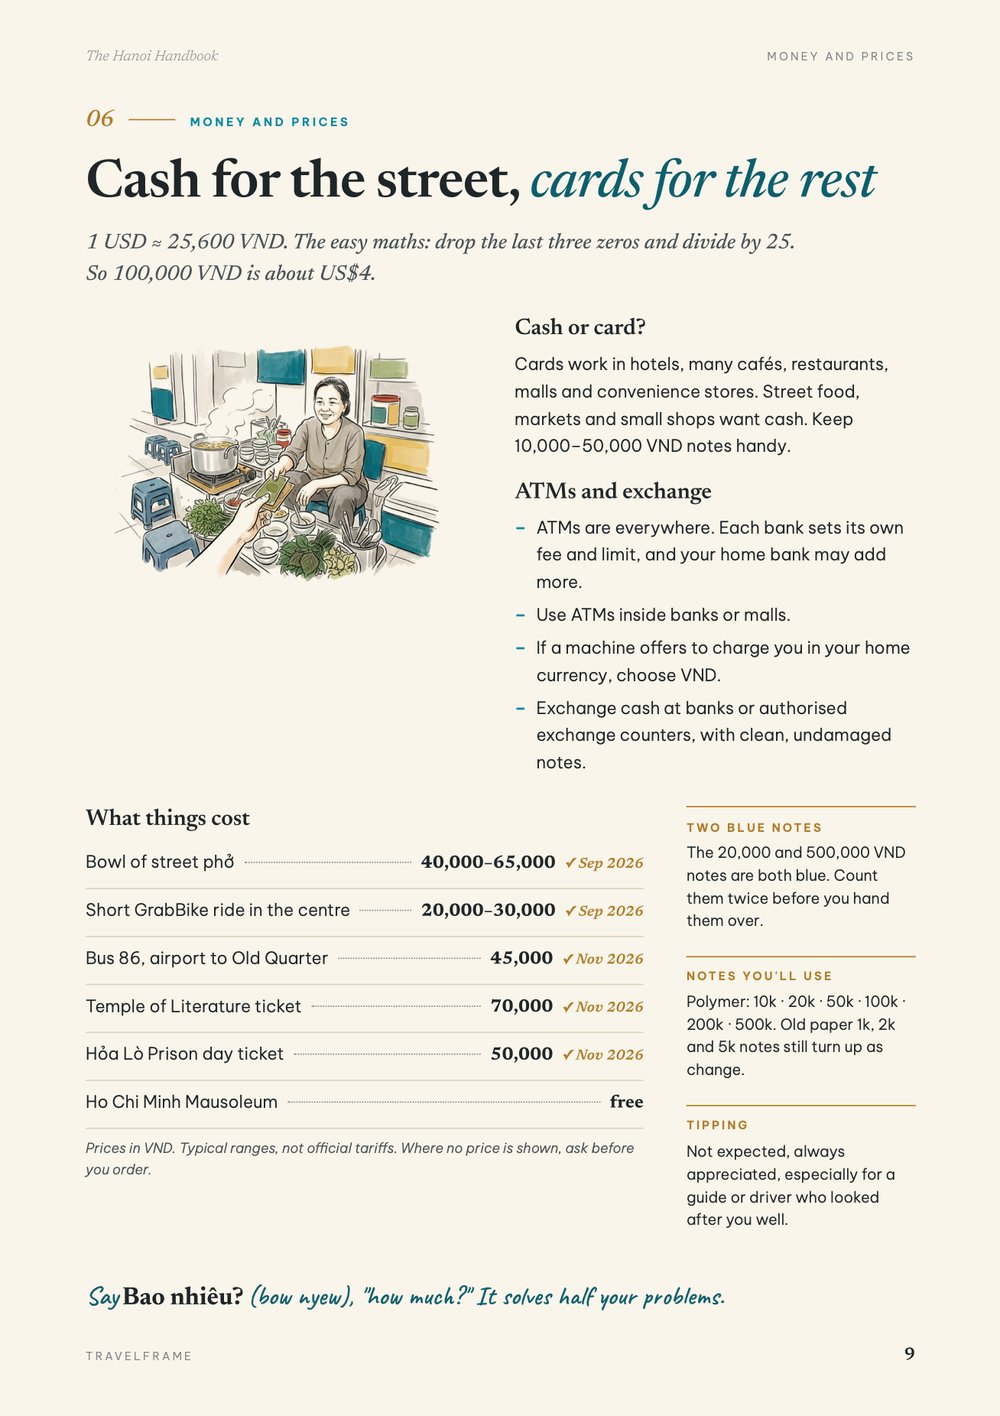 The Hanoi Handbook
MONEY AND PRICES
06
MONEY AND PRICES
Cash for the street, cards for the rest
1 USD ≈ 25,600 VND. The easy maths: drop the last three zeros and divide by 25.
So 100,000 VND is about US$4.
Cash or card?
Cards work in hotels, many cafés, restaurants,
malls and convenience stores. Street food,
markets and small shops want cash. Keep
10,000–50,000 VND notes handy.
ATMs and exchange
– ATMs are everywhere. Each bank sets its own
fee and limit, and your home bank may add
more.
– Use ATMs inside banks or malls.
– If a machine offers to charge you in your home
currency, choose VND.
– Exchange cash at banks or authorised
exchange counters, with clean, undamaged
notes.
What things cost
Bowl of street phở 40,000–65,000 ✓ Sep 2026
Short GrabBike ride in the centre 20,000–30,000 ✓ Sep 2026
Bus 86, airport to Old Quarter 45,000 ✓ Nov 2026
Temple of Literature ticket 70,000 ✓ Nov 2026
Hỏa Lò Prison day ticket 50,000 ✓ Nov 2026
Ho Chi Minh Mausoleum free
Prices in VND. Typical ranges, not official tariffs. Where no price is shown, ask before
you order.
TWO BLUE NOTES
The 20,000 and 500,000 VND
notes are both blue. Count
them twice before you hand
them over.
NOTES YOU'LL USE
Polymer: 10k · 20k · 50k · 100k ·
200k · 500k. Old paper 1k, 2k
and 5k notes still turn up as
change.
TIPPING
Not expected, always
appreciated, especially for a
guide or driver who looked
after you well.
Say Bao nhiêu? (bow nyew), "how much?" It solves half your problems.
TRAVELFRAME
9